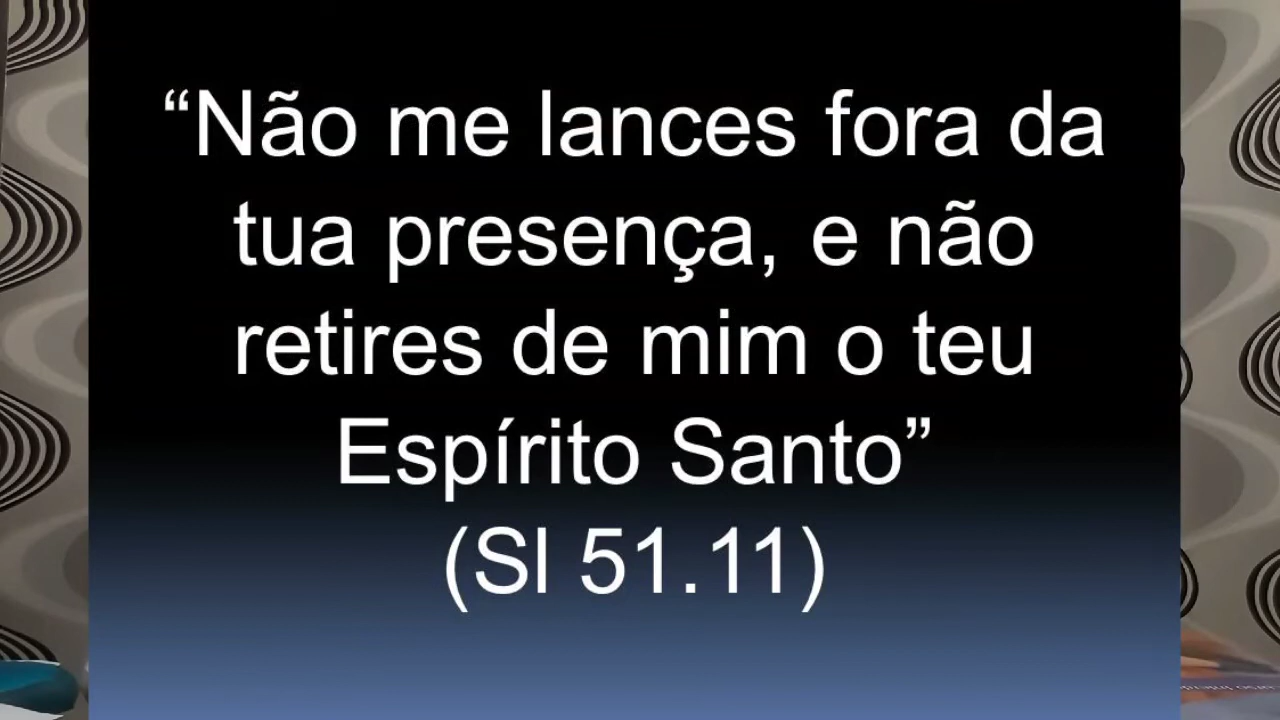 “Não me lances fora da
tua presença, e não
retires de mim o teu
Espírito Santo”
(Sl 51.11)